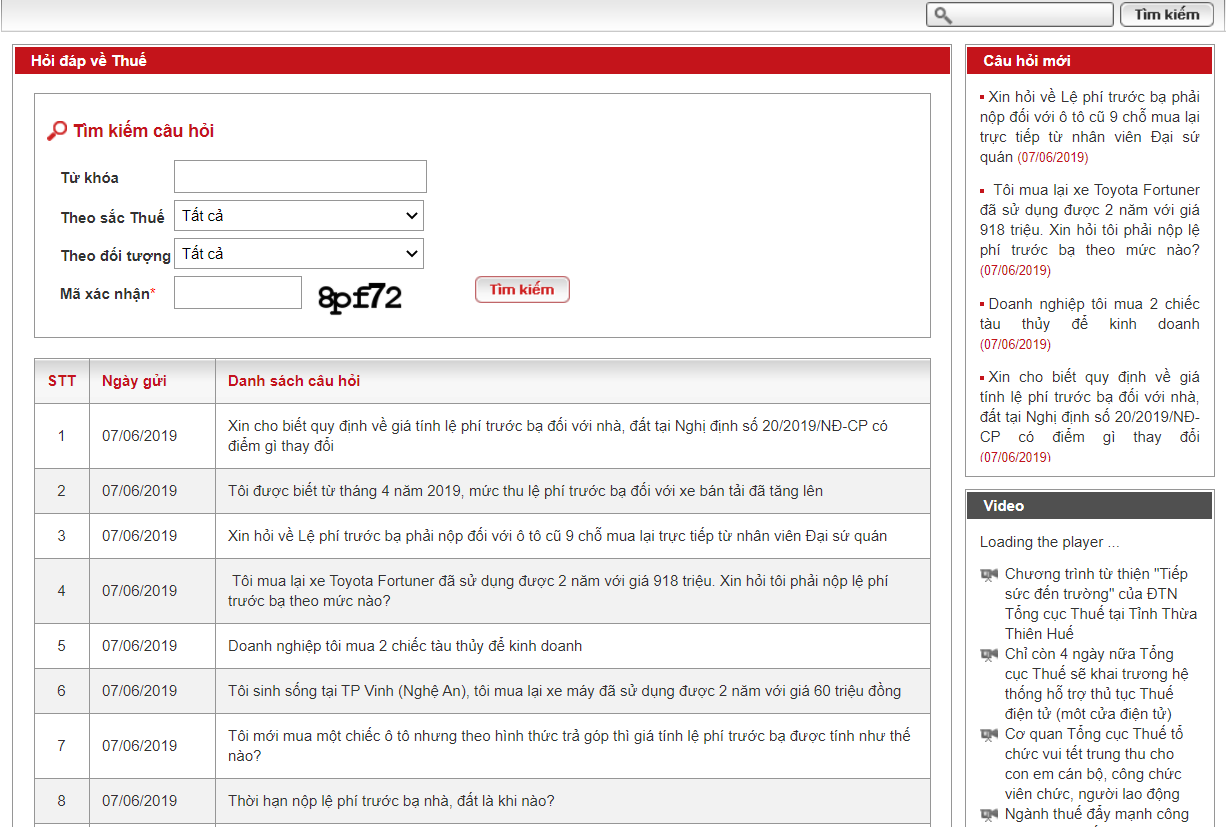 Tìm kiếm
Hỏi đáp về Thuế
Tìm kiếm câu hỏi
Từ khóa
Theo sắc Thuế Tất cả
Theo đối tượng Tất cả
Mã xác nhận* 8pf72 Tìm kiếm
STT Ngày gửi Danh sách câu hỏi
1 07/06/2019 Xin cho biết quy định về giá tính lệ phí trước bạ đối với nhà, đất tại Nghị định số 20/2019/NĐ-CP có
điểm gì thay đổi
2 07/06/2019 Tôi được biết từ tháng 4 năm 2019, mức thu lệ phí trước bạ đối với xe bán tải đã tăng lên
3 07/06/2019 Xin hỏi về Lệ phí trước bạ phải nộp đối với ô tô cũ 9 chỗ mua lại trực tiếp từ nhân viên Đại sứ quán
4 07/06/2019 Tôi mua lại xe Toyota Fortuner đã sử dụng được 2 năm với giá 918 triệu. Xin hỏi tôi phải nộp lệ phí
trước bạ theo mức nào?
5 07/06/2019 Doanh nghiệp tôi mua 2 chiếc tàu thủy để kinh doanh
6 07/06/2019 Tôi sinh sống tại TP Vinh (Nghệ An), tôi mua lại xe máy đã sử dụng được 2 năm với giá 60 triệu đồng
7 07/06/2019 Tôi mới mua một chiếc ô tô nhưng theo hình thức trả góp thì giá tính lệ phí trước bạ được tính như thế
nào?
8 07/06/2019 Thời hạn nộp lệ phí trước bạ nhà, đất là khi nào?
Câu hỏi mới
Xin hỏi về Lệ phí trước bạ phải
nộp đối với ô tô cũ 9 chỗ mua lại
trực tiếp từ nhân viên Đại sứ
quán (07/06/2019)
Tôi mua lại xe Toyota Fortuner
đã sử dụng được 2 năm với giá
918 triệu. Xin hỏi tôi phải nộp lệ
phí trước bạ theo mức nào?
(07/06/2019)
Doanh nghiệp tôi mua 2 chiếc
tàu thủy để kinh doanh
(07/06/2019)
Xin cho biết quy định về giá
tính lệ phí trước bạ đối với nhà,
đất tại Nghị định số 20/2019/NĐ-
CP có điểm gì thay đổi
(07/06/2019)
Video
Loading the player ...
Chương trình từ thiện "Tiếp
sức đến trường" của ĐTN
Tổng cục Thuế tại Tỉnh Thừa
Thiên Huế
Chỉ còn 4 ngày nữa Tổng
cục Thuế sẽ khai trương hệ
thống hỗ trợ thủ tục Thuế
điện tử (một cửa điện tử)
Cơ quan Tổng cục Thuế tổ
chức vui tết trung thu cho
con em cán bộ, công chức
viên chức, người lao động
Ngành thuế đẩy mạnh công